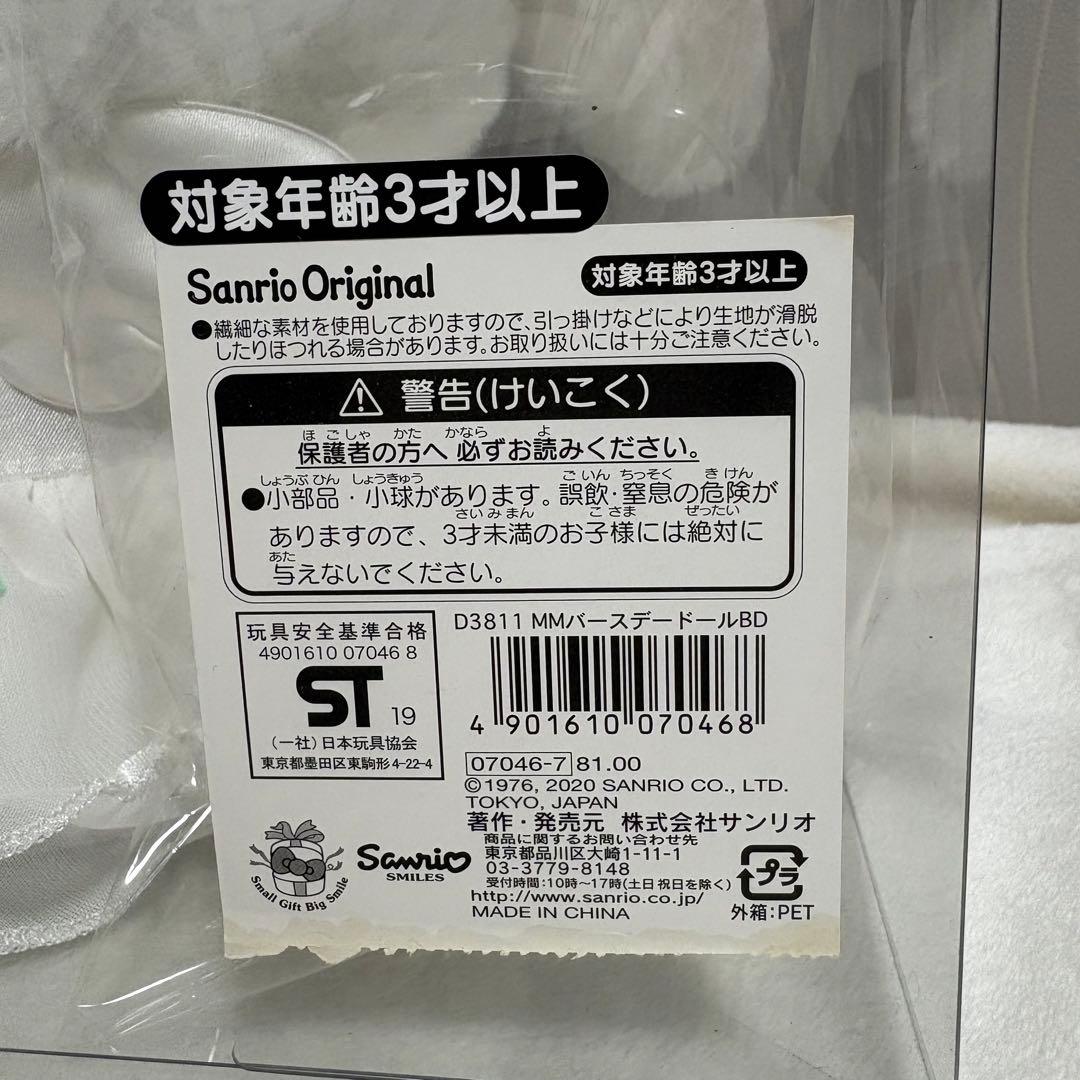 対象年齢3才以上
Sanrio Original
対象年齢3才以上
●繊細な素材を使用しておりますので、引っ掛けなどにより生地が滑脱
したりほつれる場合があります。お取り扱いには十分ご注意ください。
⚠ 警告(けいこく)
ほごしゃ かた かなら よ
保護者の方へ 必ずお読みください。
しょうぶひん しょうきゅう ごいん ちっそく きけん
●小部品・小球があります。誤飲・窒息の危険が
さいみまん こさま ぜったい
ありますので、3才未満のお子様には絶対に
あた
与えないでください。
玩具安全基準合格
4901610 07046 8
ST 19
(一社)日本玩具協会
東京都墨田区東駒形4-22-4
D3811 MMバースデードールBD
4 901610 070468
07046-7 81.00
©1976, 2020 SANRIO CO., LTD.
TOKYO, JAPAN
著作・発売元 株式会社サンリオ
商品に関するお問い合わせ先
東京都品川区大崎1-11-1
03-3779-8148
受付時間:10時〜17時(土日祝日を除く)
http://www.sanrio.co.jp/
MADE IN CHINA
Small Gift Big Smile
Sanrio
SMILES
プラ
外箱:PET